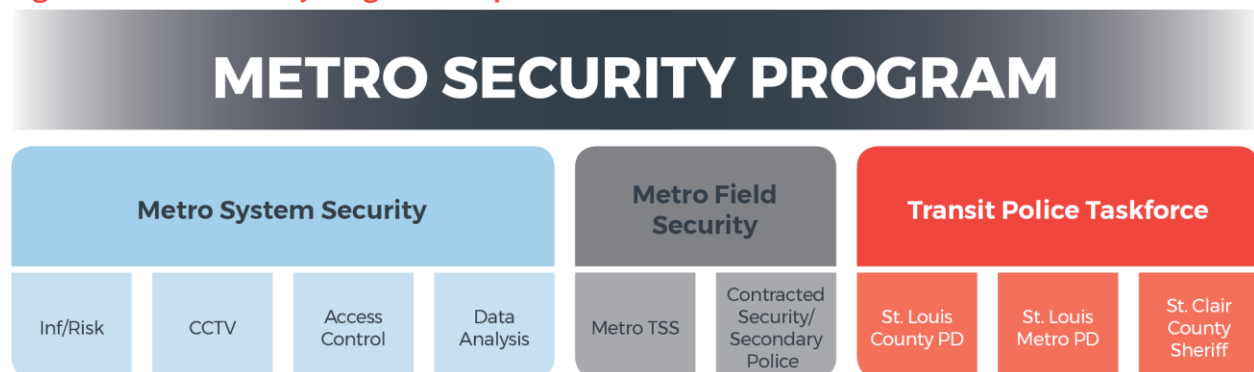 METRO SECURITY PROGRAM
Metro System Security
Metro Field
Security
Transit Police Taskforce
Inf/Risk
CCTV
Access
Control
Data
Analysis
Metro TSS
Contracted
Security/
Secondary
Police
St. Louis
County PD
St. Louis
Metro PD
St. Clair
County
Sheriff